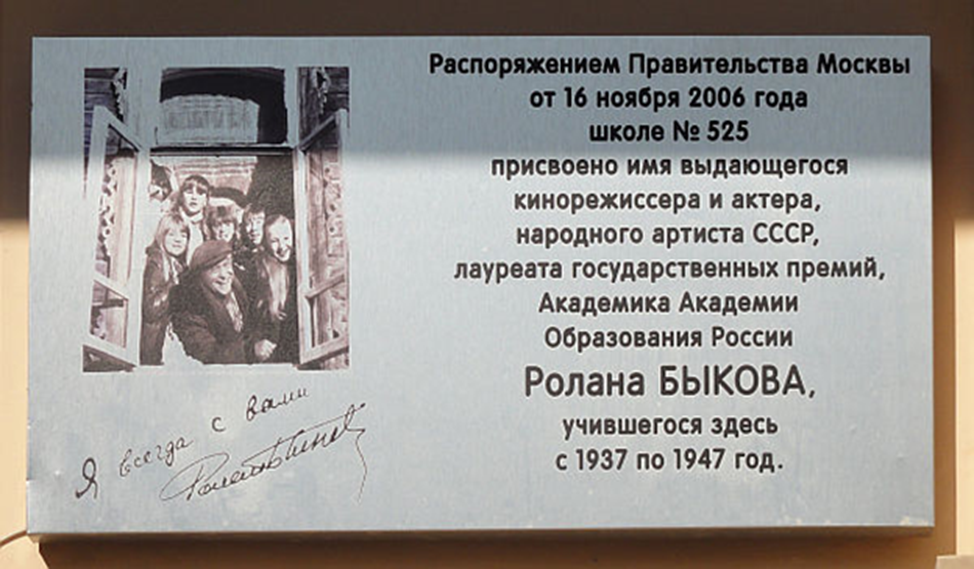 Распоряжением Правительства Москвы
от 16 ноября 2006 года
школе № 525
присвоено имя выдающегося
кинорежиссера и актера,
народного артиста СССР,
лауреата государственных премий,
Академика Академии
Образования России
Ролана БЫКОВА,
учившегося здесь
с 1937 по 1947 год.
Я всегда с вами